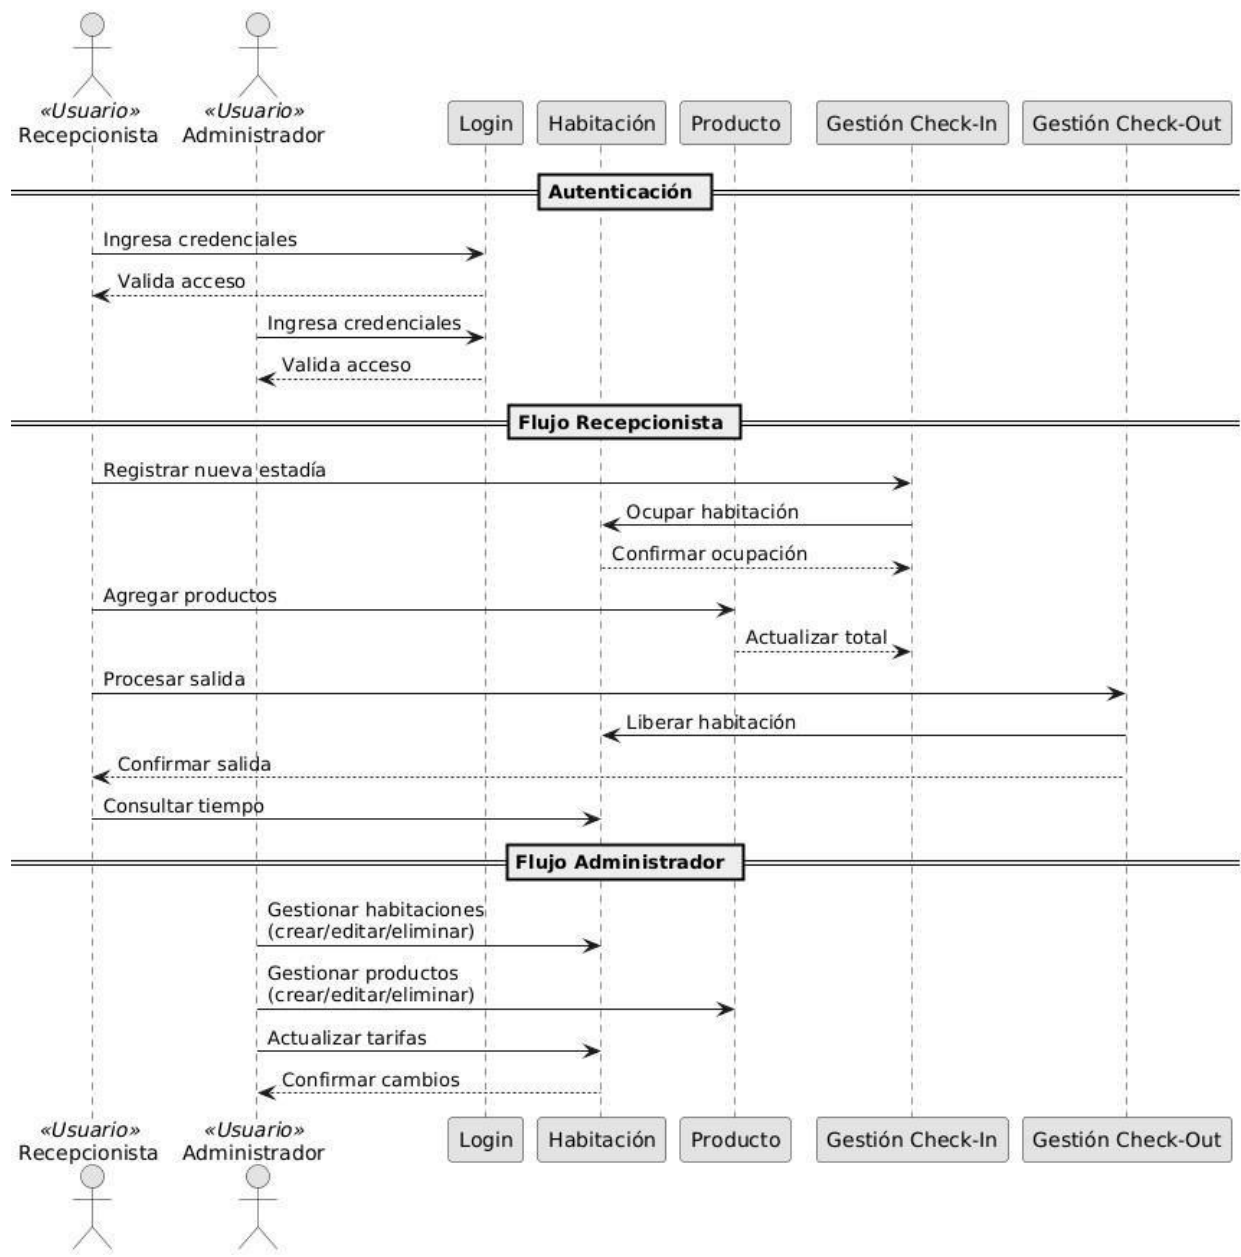 «Usuario»
Recepcionista
«Usuario»
Administrador
Login
Habitación
Producto
Gestión Check-In
Gestión Check-Out
Autenticación
Ingresa credenciales
Valida acceso
Ingresa credenciales
Valida acceso
Flujo Recepcionista
Registrar nueva estadía
Ocupar habitación
Confirmar ocupación
Agregar productos
Actualizar total
Procesar salida
Liberar habitación
Confirmar salida
Consultar tiempo
Flujo Administrador
Gestionar habitaciones
(crear/editar/eliminar)
Gestionar productos
(crear/editar/eliminar)
Actualizar tarifas
Confirmar cambios
«Usuario»
Recepcionista
«Usuario»
Administrador
Login
Habitación
Producto
Gestión Check-In
Gestión Check-Out